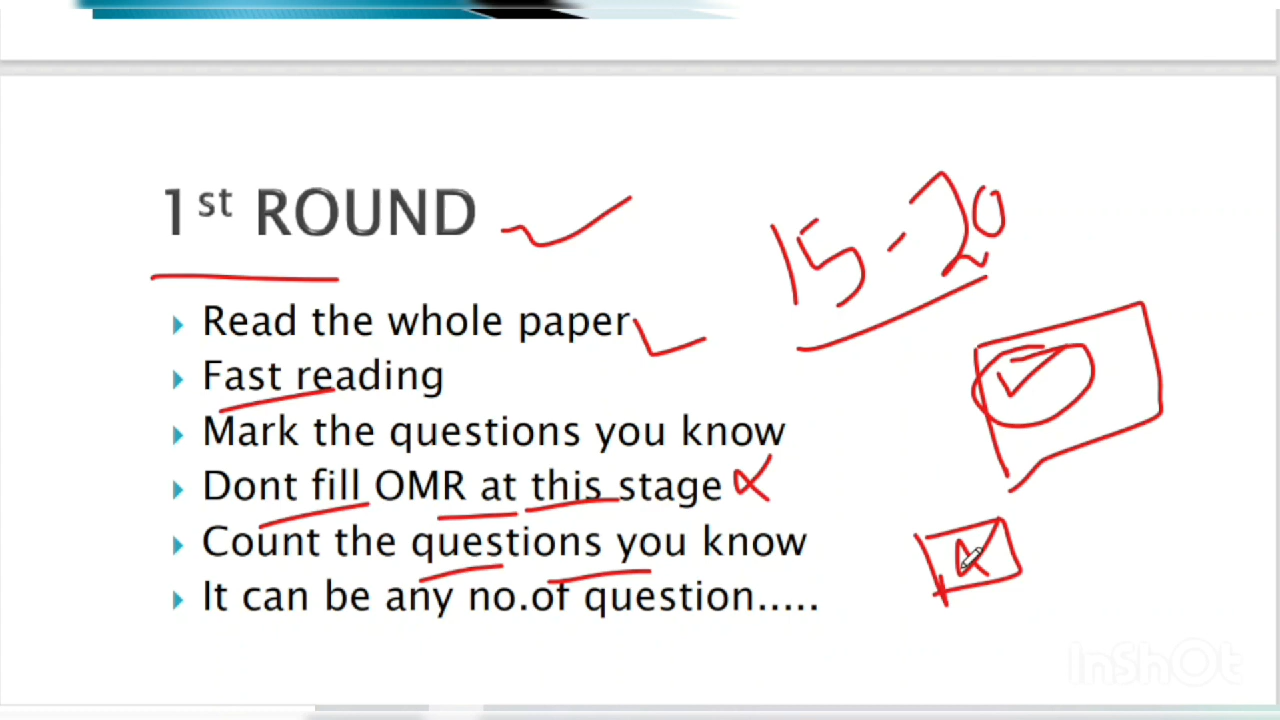 1st ROUND
15-20
Read the whole paper
Fast reading
Mark the questions you know
Dont fill OMR at this stage
Count the questions you know
It can be any no.of question.....
InShOt